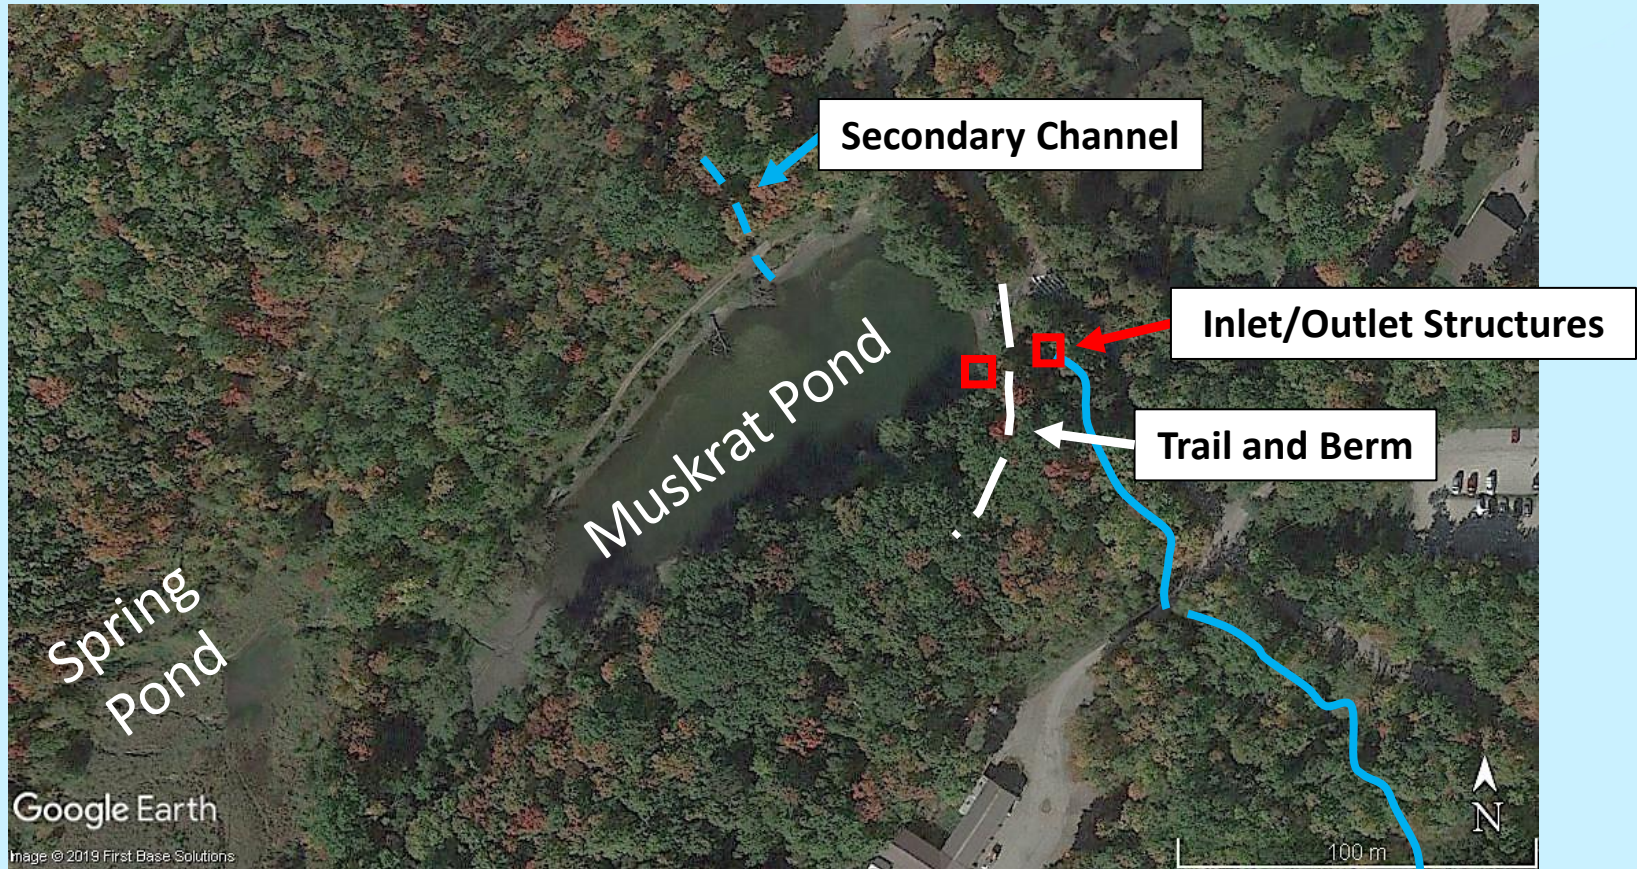 Secondary Channel
Inlet/Outlet Structures
Trail and Berm
Muskrat Pond
Spring
Pond
Google Earth
Image © 2019 First Base Solutions
N
100 m